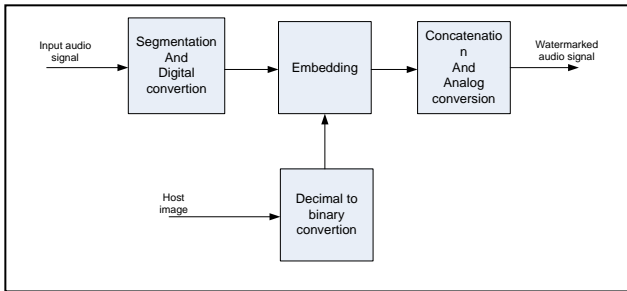 Input audio
signal
Segmentation
And
Digital
convertion
Embedding
Concatenatio
n
And
Analog
conversion
Watermarked
audio signal
Host
image
Decimal to
binary
convertion